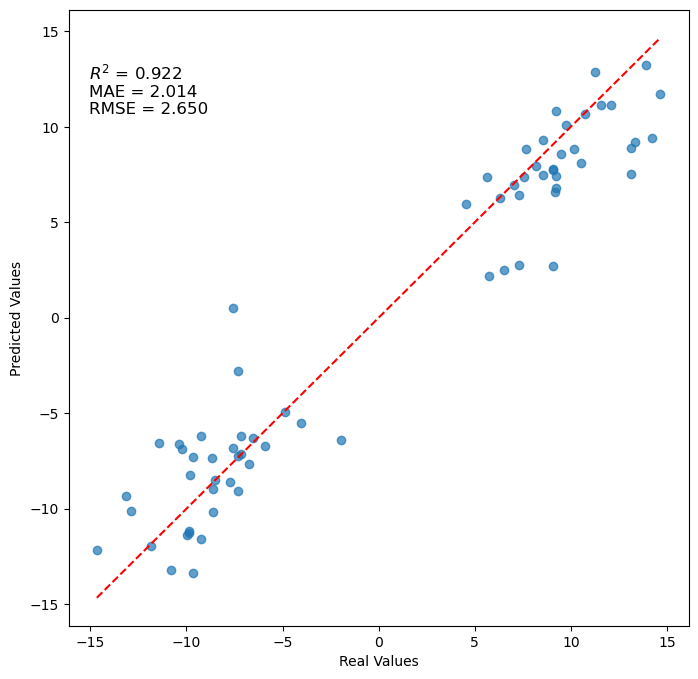 15
10
5
0
−5
−10
−15
Predicted Values
R² = 0.922
MAE = 2.014
RMSE = 2.650
−15 −10 −5 0 5 10 15
Real Values